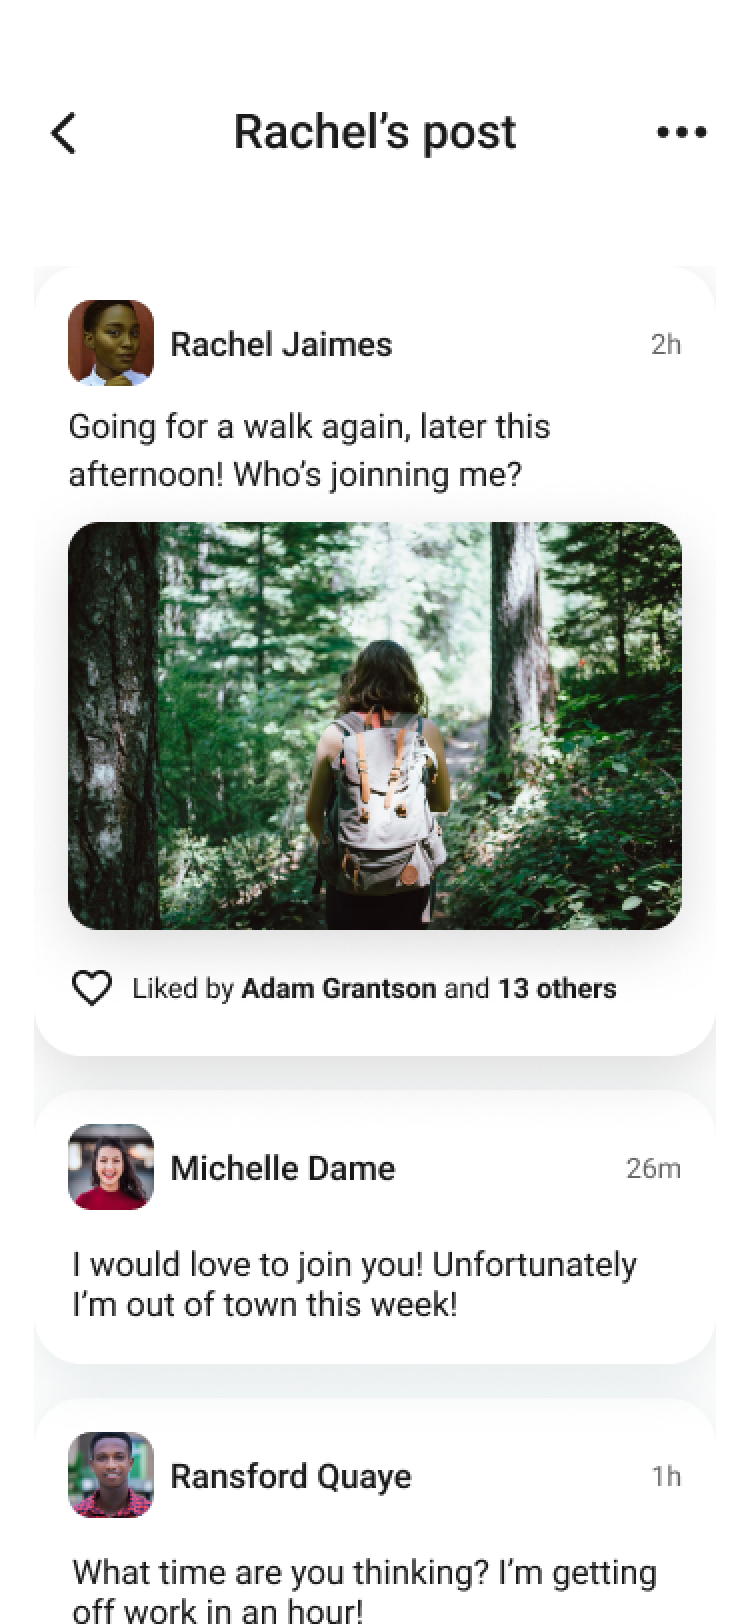 Rachel’s post
Rachel Jaimes 2h
Going for a walk again, later this
afternoon! Who’s joinning me?
Liked by Adam Grantson and 13 others
Michelle Dame 26m
I would love to join you! Unfortunately
I’m out of town this week!
Ransford Quaye 1h
What time are you thinking? I’m getting
off work in an hour!